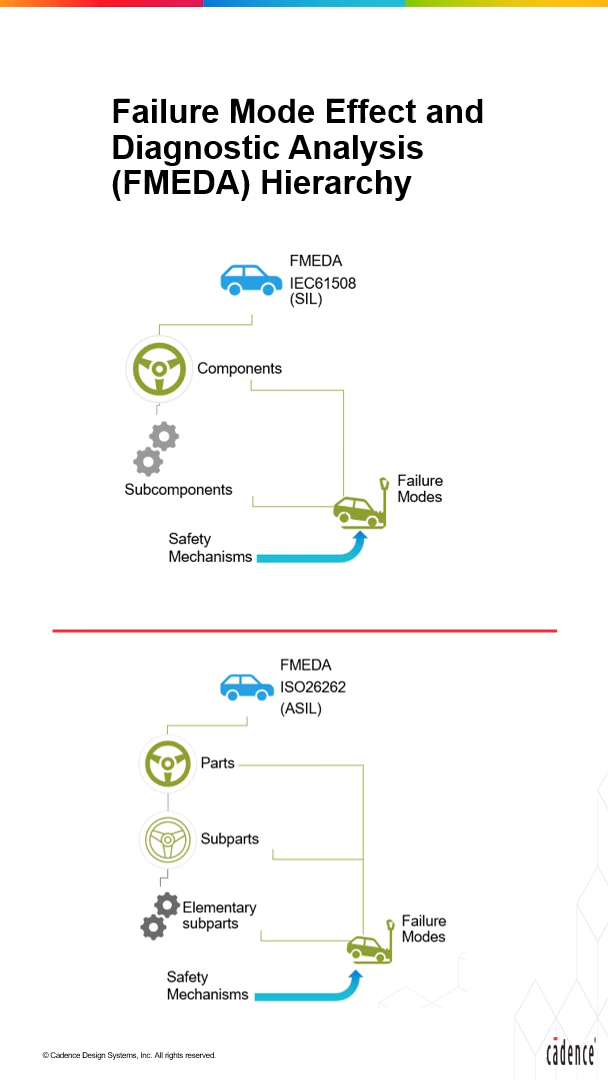 Failure Mode Effect and
Diagnostic Analysis
(FMEDA) Hierarchy
FMEDA
IEC61508
(SIL)
Components
Subcomponents
Failure
Modes
Safety
Mechanisms
FMEDA
ISO26262
(ASIL)
Parts
Subparts
Elementary
subparts
Failure
Modes
Safety
Mechanisms
© Cadence Design Systems, Inc. All rights reserved.
cādence®